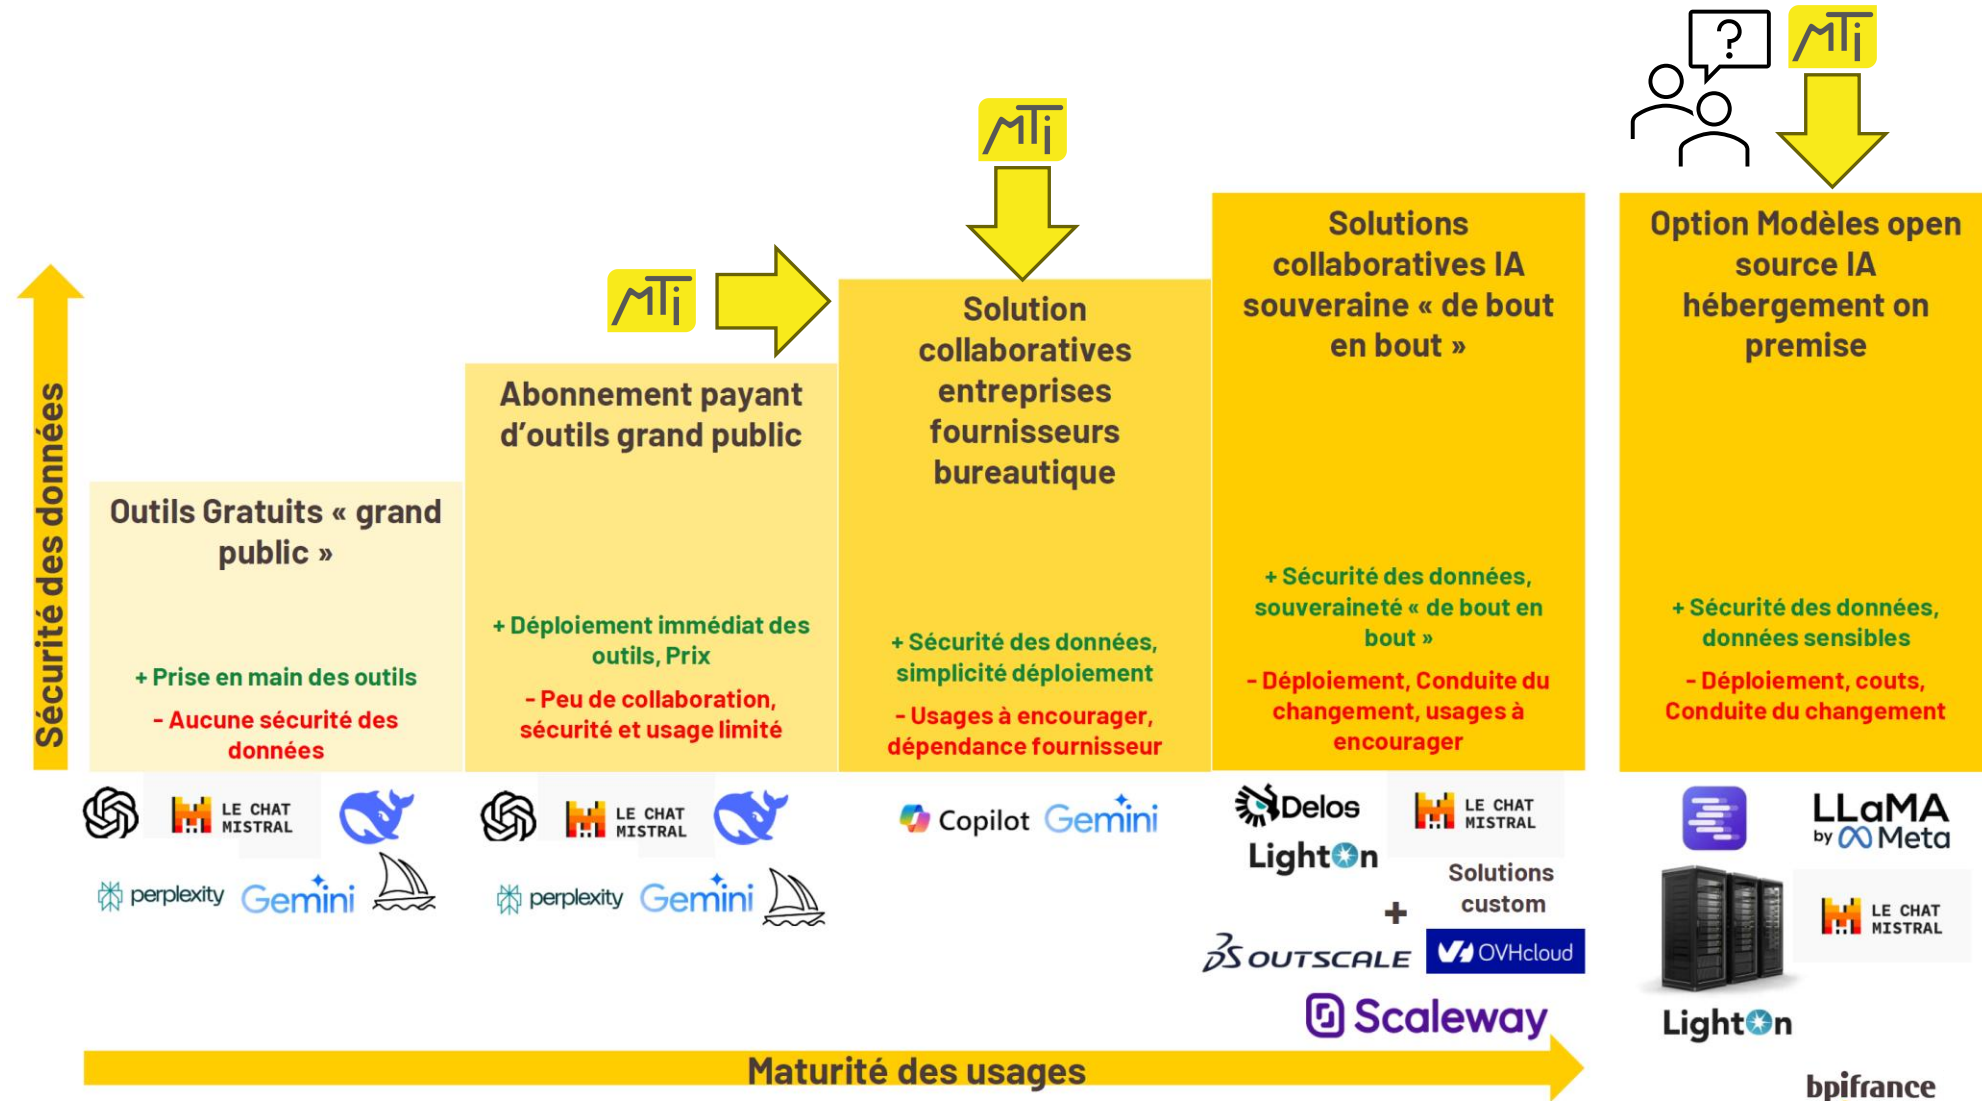 ?
MTi
MTi
MTi
Sécurité des données
Outils Gratuits « grand
public »
+ Prise en main des outils
- Aucune sécurité des
données
LE CHAT
MISTRAL
perplexity
Gemini
Abonnement payant
d’outils grand public
+ Déploiement immédiat des
outils, Prix
- Peu de collaboration,
sécurité et usage limité
LE CHAT
MISTRAL
perplexity
Gemini
Solution
collaboratives
entreprises
fournisseurs
bureautique
+ Sécurité des données,
simplicité déploiement
- Usages à encourager,
dépendance fournisseur
Copilot
Gemini
Solutions
collaboratives IA
souveraine « de bout
en bout »
+ Sécurité des données,
souveraineté « de bout en
bout »
- Déploiement, Conduite du
changement, usages à
encourager
Delos
LE CHAT
MISTRAL
LightOn
Solutions
custom
+
3S OUTSCALE
OVHcloud
Scaleway
Option Modèles open
source IA
hébergement on
premise
+ Sécurité des données,
données sensibles
- Déploiement, couts,
Conduite du changement
LLaMA
by Meta
LE CHAT
MISTRAL
LightOn
Maturité des usages
bpifrance